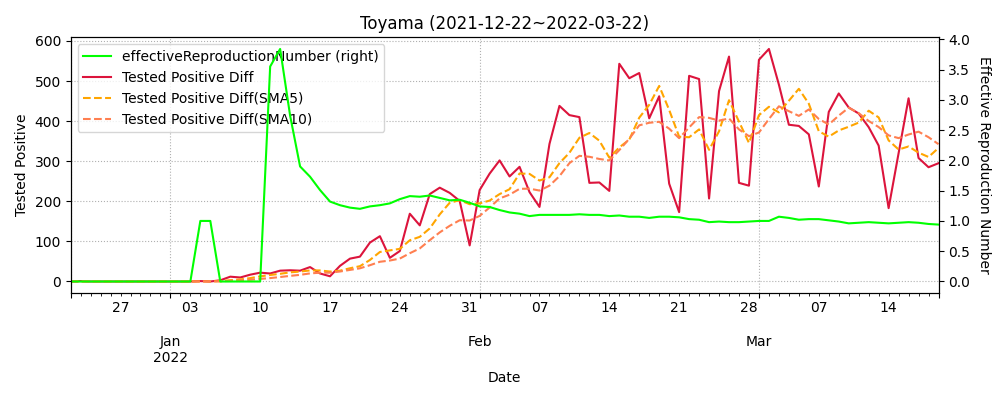 Toyama (2021-12-22~2022-03-22)
effectiveReproductionNumber (right)
Tested Positive Diff
Tested Positive Diff(SMA5)
Tested Positive Diff(SMA10)
Tested Positive
600
500
400
300
200
100
0
4.0
3.5
3.0
2.5
2.0
1.5
1.0
0.5
0.0
Effective Reproduction Number
27 03 10 17 24 31 07 14 21 28 07 14
Jan Feb Mar
2022
Date